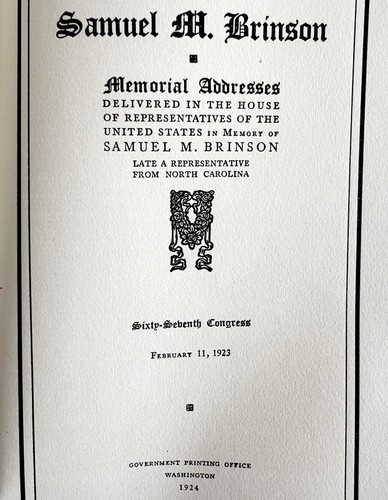 Samuel M. Brinson
Memorial Addresses
DELIVERED IN THE HOUSE
OF REPRESENTATIVES OF THE
UNITED STATES IN MEMORY OF
SAMUEL M. BRINSON
LATE A REPRESENTATIVE
FROM NORTH CAROLINA
Sixty-Seventh Congress
FEBRUARY 11, 1923
GOVERNMENT PRINTING OFFICE
WASHINGTON
1924